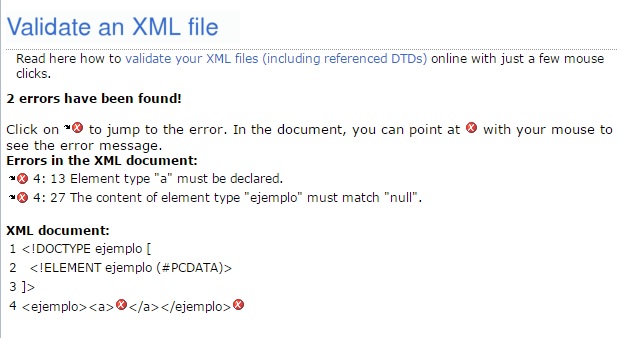 Validate an XML file
Read here how to validate your XML files (including referenced DTDs) online with just a few mouse
clicks.
2 errors have been found!
Click on to jump to the error. In the document, you can point at with your mouse to
see the error message.
Errors in the XML document:
4: 13 Element type "a" must be declared.
4: 27 The content of element type "ejemplo" must match "null".
XML document:
1 <!DOCTYPE ejemplo [
2 <!ELEMENT ejemplo (#PCDATA)>
3 ]>
4 <ejemplo><a></a></ejemplo>